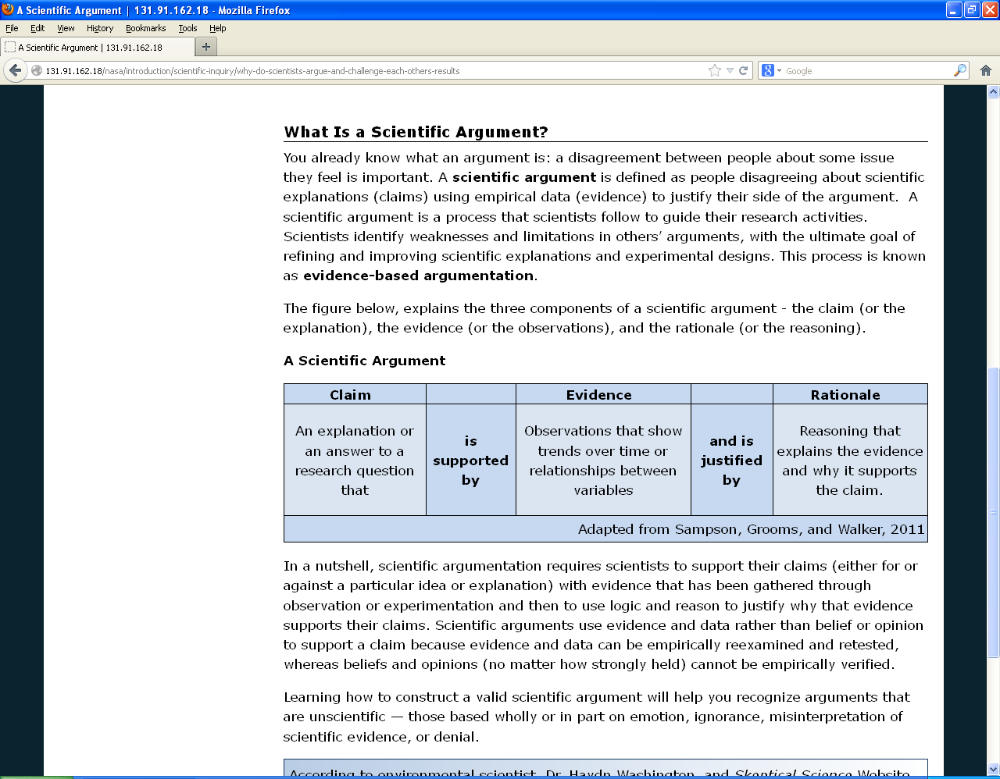 A Scientific Argument | 131.91.162.18 - Mozilla Firefox
File Edit View History Bookmarks Tools Help
A Scientific Argument | 131.91.162.18 +
131.91.162.18/nasa/introduction/scientific-inquiry/why-do-scientists-argue-and-challenge-each-others-results
8 Google
What Is a Scientific Argument?
You already know what an argument is: a disagreement between people about some issue
they feel is important. A scientific argument is defined as people disagreeing about scientific
explanations (claims) using empirical data (evidence) to justify their side of the argument. A
scientific argument is a process that scientists follow to guide their research activities.
Scientists identify weaknesses and limitations in others' arguments, with the ultimate goal of
refining and improving scientific explanations and experimental designs. This process is known
as evidence-based argumentation.
The figure below, explains the three components of a scientific argument - the claim (or the
explanation), the evidence (or the observations), and the rationale (or the reasoning).
A Scientific Argument
Claim
An explanation or
an answer to a
research question
that
is
supported
by
Evidence
Observations that show
trends over time or
relationships between
variables
and is
justified
by
Rationale
Reasoning that
explains the evidence
and why it supports
the claim.
Adapted from Sampson, Grooms, and Walker, 2011
In a nutshell, scientific argumentation requires scientists to support their claims (either for or
against a particular idea or explanation) with evidence that has been gathered through
observation or experimentation and then to use logic and reason to justify why that evidence
supports their claims. Scientific arguments use evidence and data rather than belief or opinion
to support a claim because evidence and data can be empirically reexamined and retested,
whereas beliefs and opinions (no matter how strongly held) cannot be empirically verified.
Learning how to construct a valid scientific argument will help you recognize arguments that
are unscientific — those based wholly or in part on emotion, ignorance, misinterpretation of
scientific evidence, or denial.
According to environmental scientist, Dr. Haydn Washington, and Skeptical Science Website